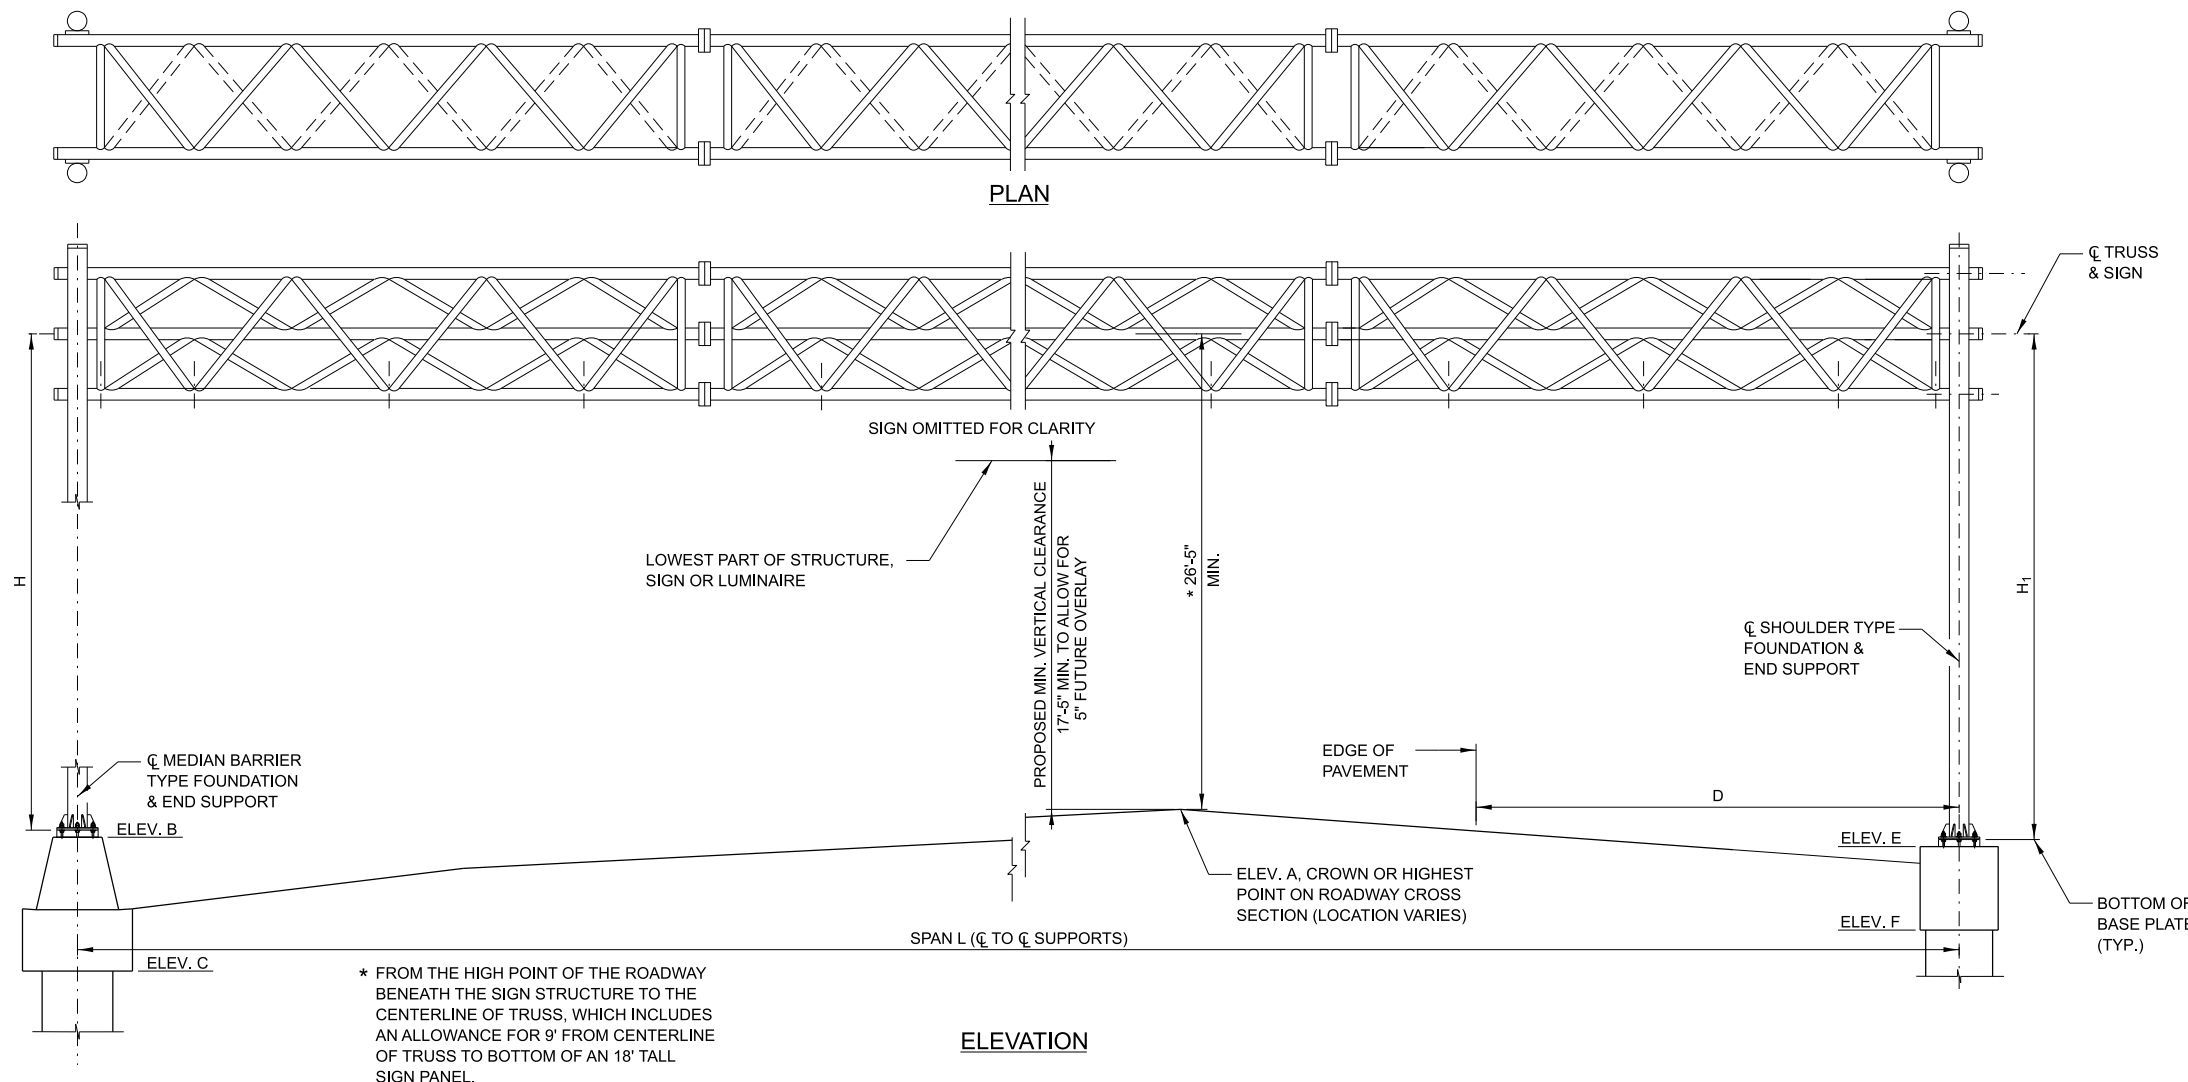 PLAN
℄ TRUSS
& SIGN
SIGN OMITTED FOR CLARITY
LOWEST PART OF STRUCTURE,
SIGN OR LUMINAIRE
PROPOSED MIN. VERTICAL CLEARANCE
17'-5" MIN. TO ALLOW FOR
5" FUTURE OVERLAY
* 26'-5"
MIN.
H
H1
℄ SHOULDER TYPE
FOUNDATION &
END SUPPORT
℄ MEDIAN BARRIER
TYPE FOUNDATION
& END SUPPORT
EDGE OF
PAVEMENT
D
ELEV. B
ELEV. E
ELEV. A, CROWN OR HIGHEST
POINT ON ROADWAY CROSS
SECTION (LOCATION VARIES)
BOTTOM OF
BASE PLATE
(TYP.)
ELEV. F
SPAN L (℄ TO ℄ SUPPORTS)
ELEV. C
* FROM THE HIGH POINT OF THE ROADWAY
BENEATH THE SIGN STRUCTURE TO THE
CENTERLINE OF TRUSS, WHICH INCLUDES
AN ALLOWANCE FOR 9' FROM CENTERLINE
OF TRUSS TO BOTTOM OF AN 18' TALL
SIGN PANEL.
ELEVATION